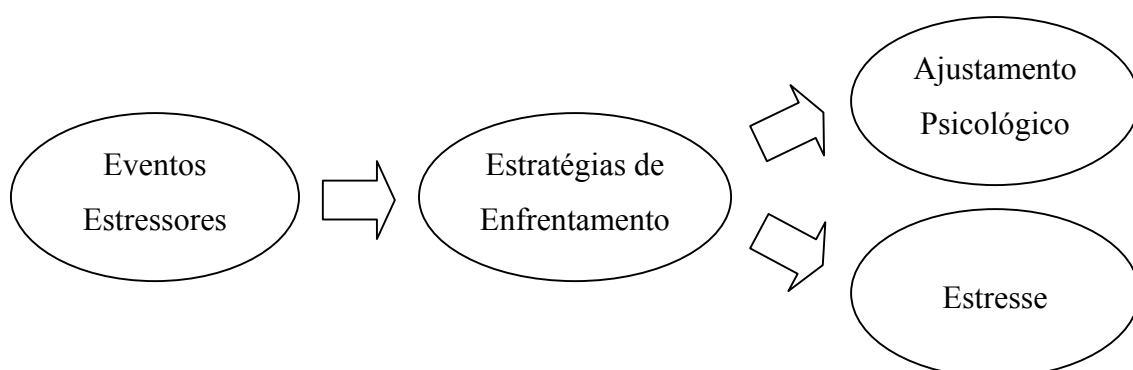 Eventos
Estressores
Estratégias de
Enfrentamento
Ajustamento
Psicológico
Estresse